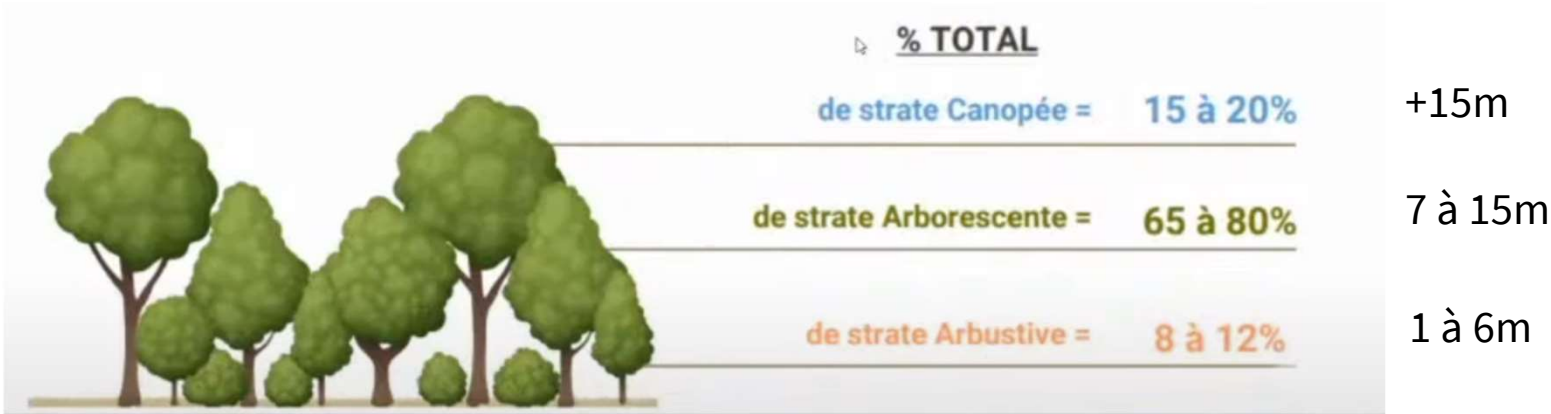 % TOTAL
de strate Canopée = 15 à 20% +15m
de strate Arborescente = 65 à 80% 7 à 15m
de strate Arbustive = 8 à 12% 1 à 6m